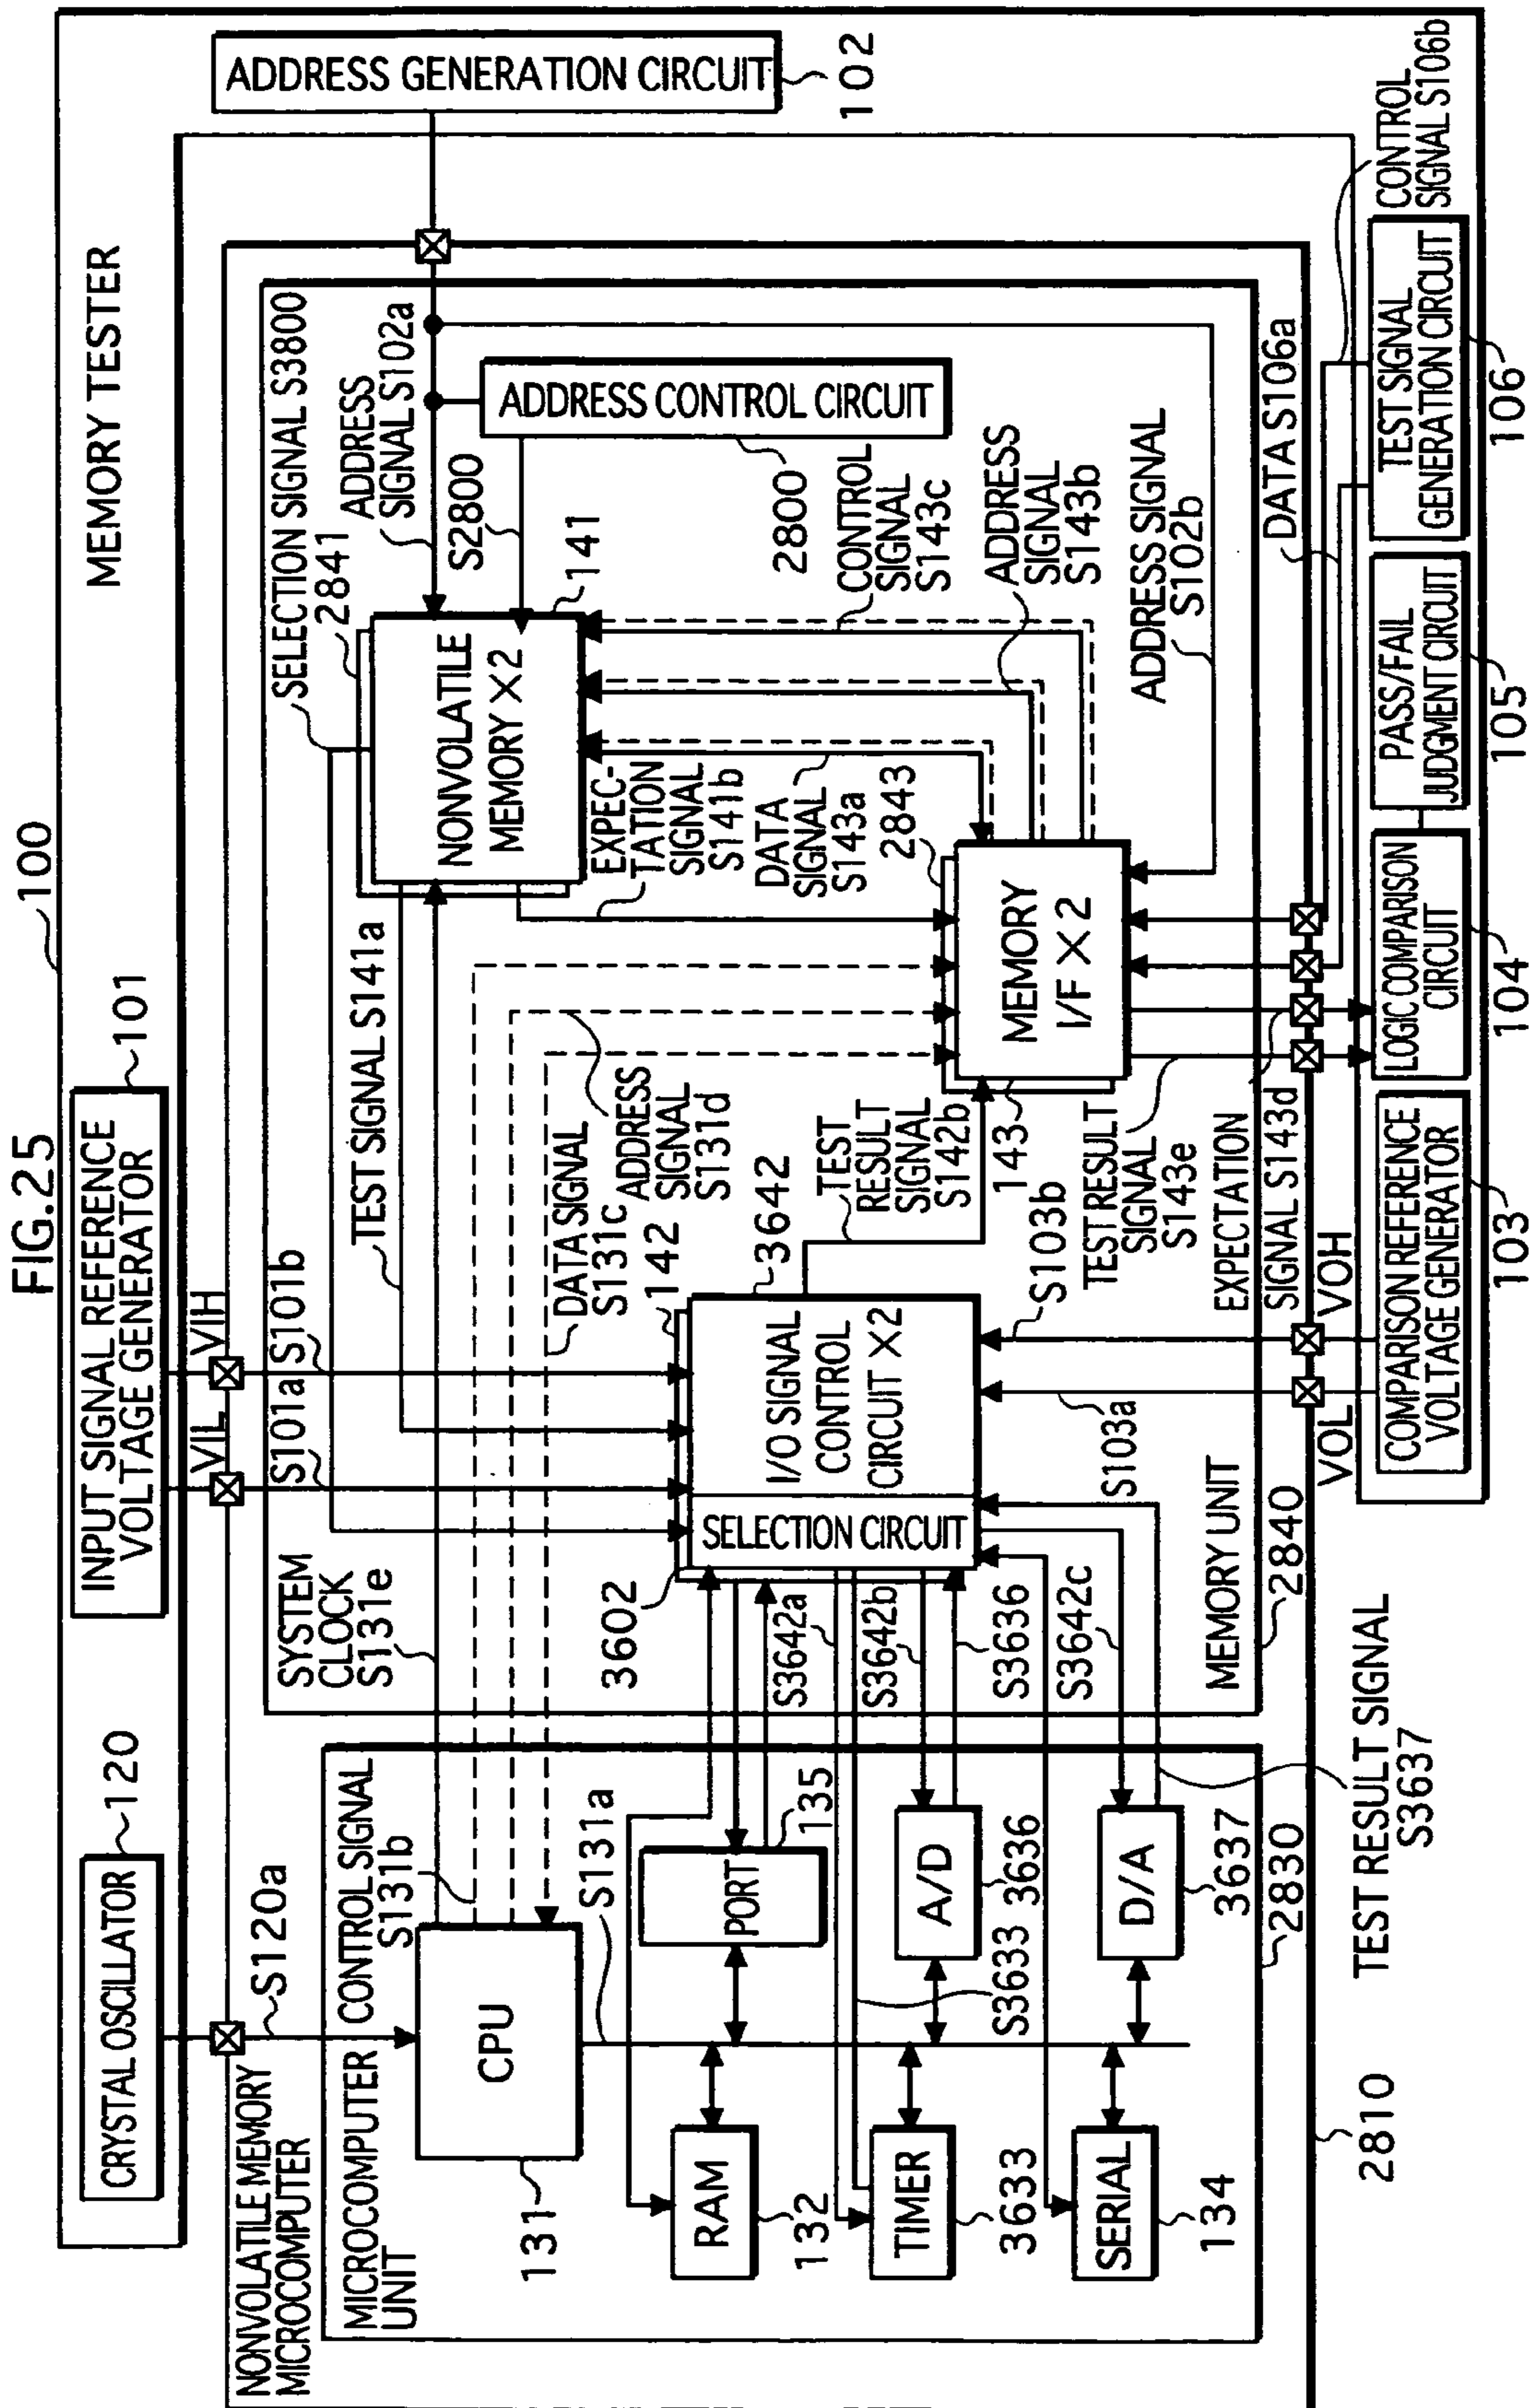 FIG.25
100
MEMORY TESTER
CRYSTAL OSCILLATOR
120
INPUT SIGNAL REFERENCE
VOLTAGE GENERATOR
101
ADDRESS GENERATION CIRCUIT
102
S120a
VIL
VIH
S101a
S101b
NONVOLATILE MEMORY
MICROCOMPUTER
MICROCOMPUTER
UNIT
CONTROL SIGNAL
S131b
SYSTEM
CLOCK
S131e
TEST SIGNAL S141a
SELECTION SIGNAL S3800
2841
ADDRESS
SIGNAL S102a
S2800
ADDRESS CONTROL CIRCUIT
2800
CPU
131
S131a
NONVOLATILE
MEMORY ×2
141
DATA SIGNAL
S131c
ADDRESS
SIGNAL
S131d
EXPEC-
TATION
SIGNAL
S141b
DATA
SIGNAL
S143a
CONTROL
SIGNAL
S143c
ADDRESS
SIGNAL
S143b
ADDRESS SIGNAL
S102b
142
3642
3602
SELECTION CIRCUIT
I/O SIGNAL
CONTROL
CIRCUIT ×2
TEST
RESULT
SIGNAL
S142b
2843
MEMORY
I/F ×2
143
RAM
132
PORT
135
S3642a
S3642b
S3636
S3642c
TIMER
3633
S3633
A/D
3636
SERIAL
134
D/A
3637
S103a
S103b
TEST RESULT
SIGNAL
S143e
EXPECTATION
SIGNAL S143d
DATA S106a
CONTROL
SIGNAL S106b
MEMORY UNIT
2840
2830
2810
TEST RESULT SIGNAL
S3637
VOL
VOH
COMPARISON REFERENCE
VOLTAGE GENERATOR
103
LOGIC COMPARISON
CIRCUIT
104
PASS/FAIL
JUDGMENT CIRCUIT
105
TEST SIGNAL
GENERATION CIRCUIT
106